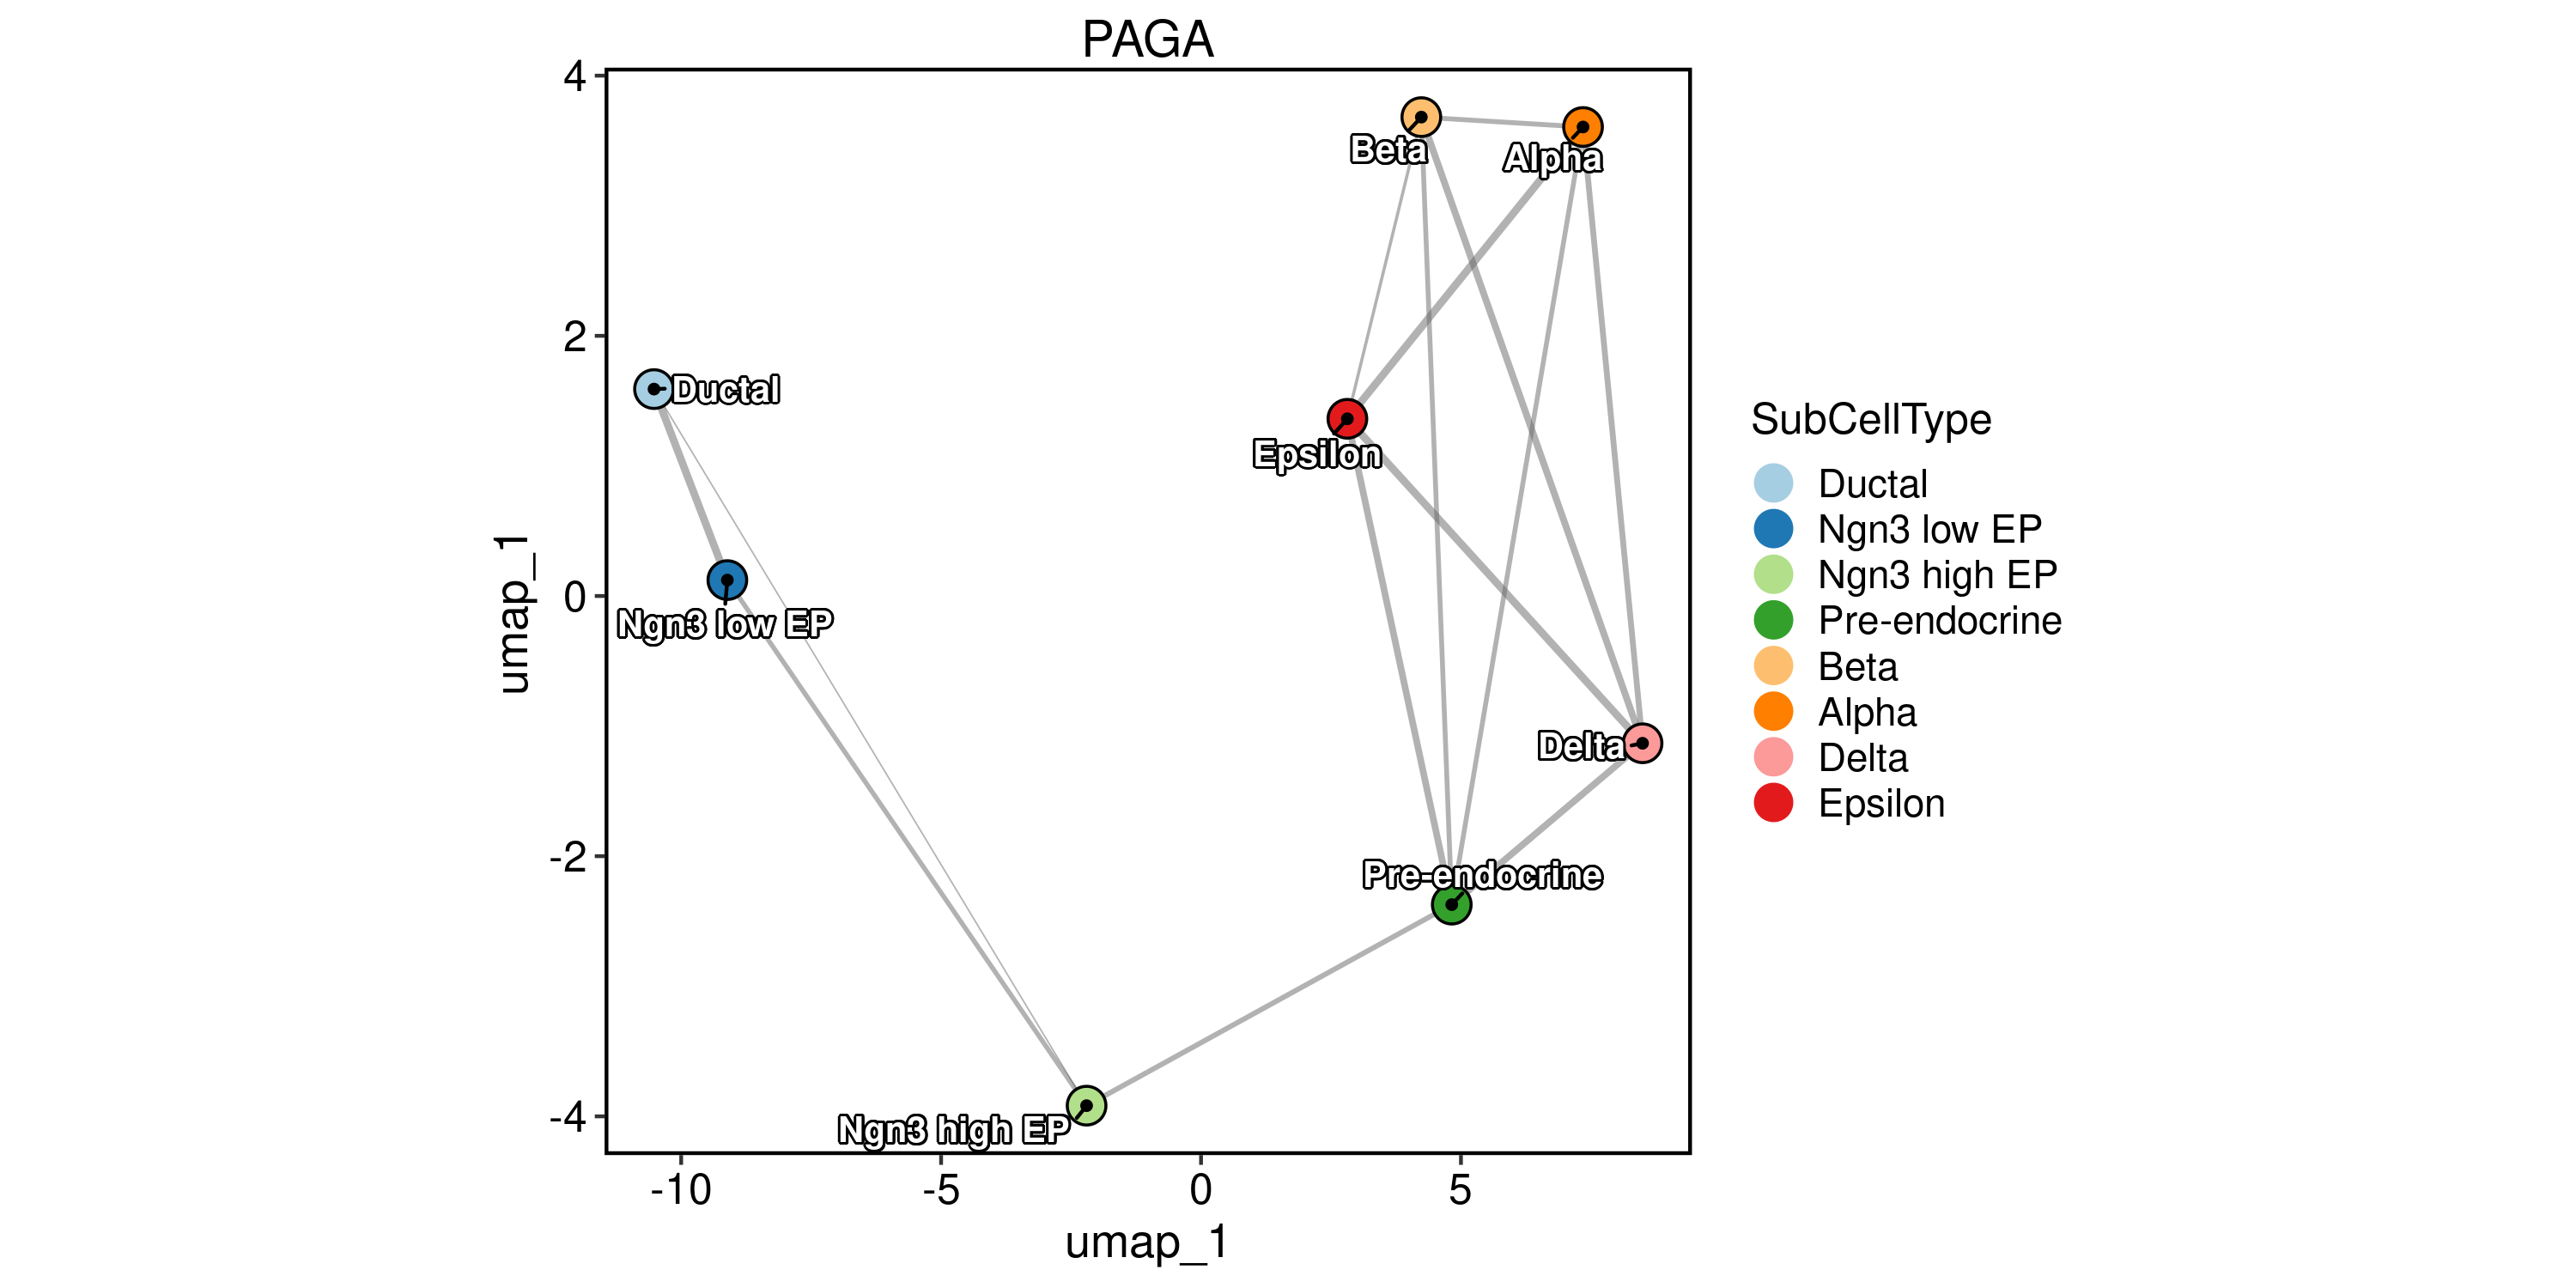 PAGA
4
2
0
-2
-4
umap_1
-10
-5
0
5
umap_1
Beta
Alpha
Ductal
Epsilon
Ngn3 low EP
Delta
Pre-endocrine
Ngn3 high EP
SubCellType
Ductal
Ngn3 low EP
Ngn3 high EP
Pre-endocrine
Beta
Alpha
Delta
Epsilon